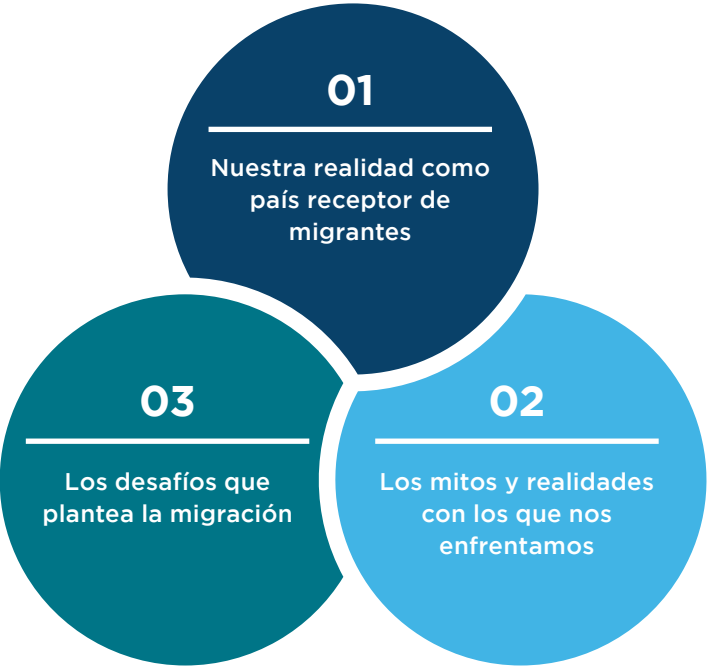 01
Nuestra realidad como
país receptor de
migrantes
02
Los mitos y realidades
con los que nos
enfrentamos
03
Los desafíos que
plantea la migración